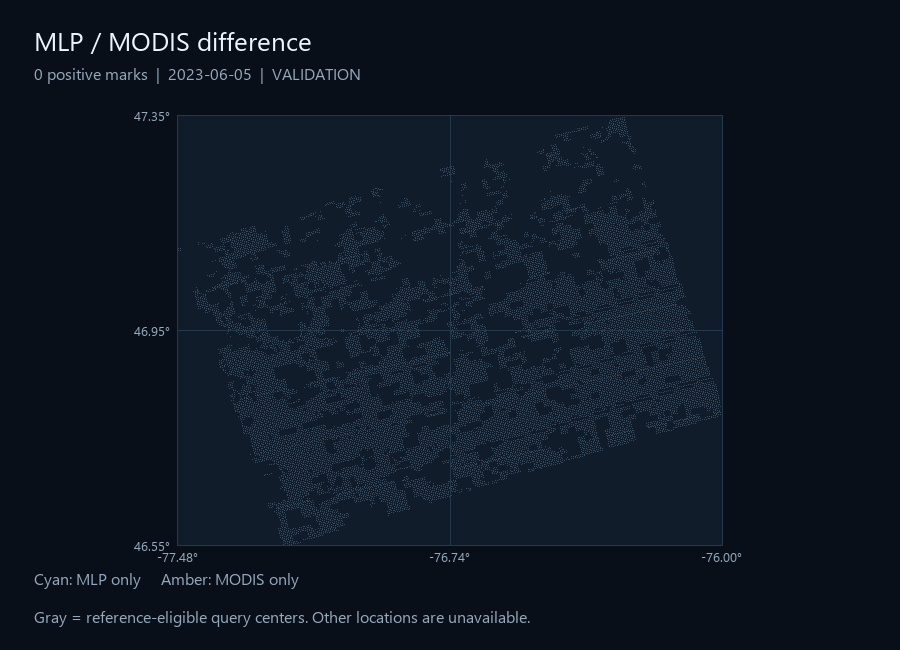 MLP / MODIS difference
0 positive marks | 2023-06-05 | VALIDATION
47.35°
46.95°
46.55°
-77.48° -76.74° -76.00°
Cyan: MLP only Amber: MODIS only
Gray = reference-eligible query centers. Other locations are unavailable.